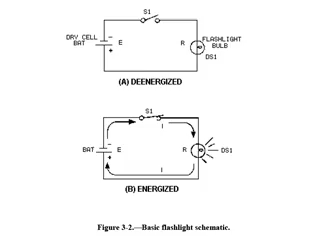 S1
DRY CELL
BAT
−
+
E
R
FLASHLIGHT
BULB
DS1
(A) DEENERGIZED
S1
I
BAT
−
+
E
R
DS1
I
(B) ENERGIZED
Figure 3-2.—Basic flashlight schematic.